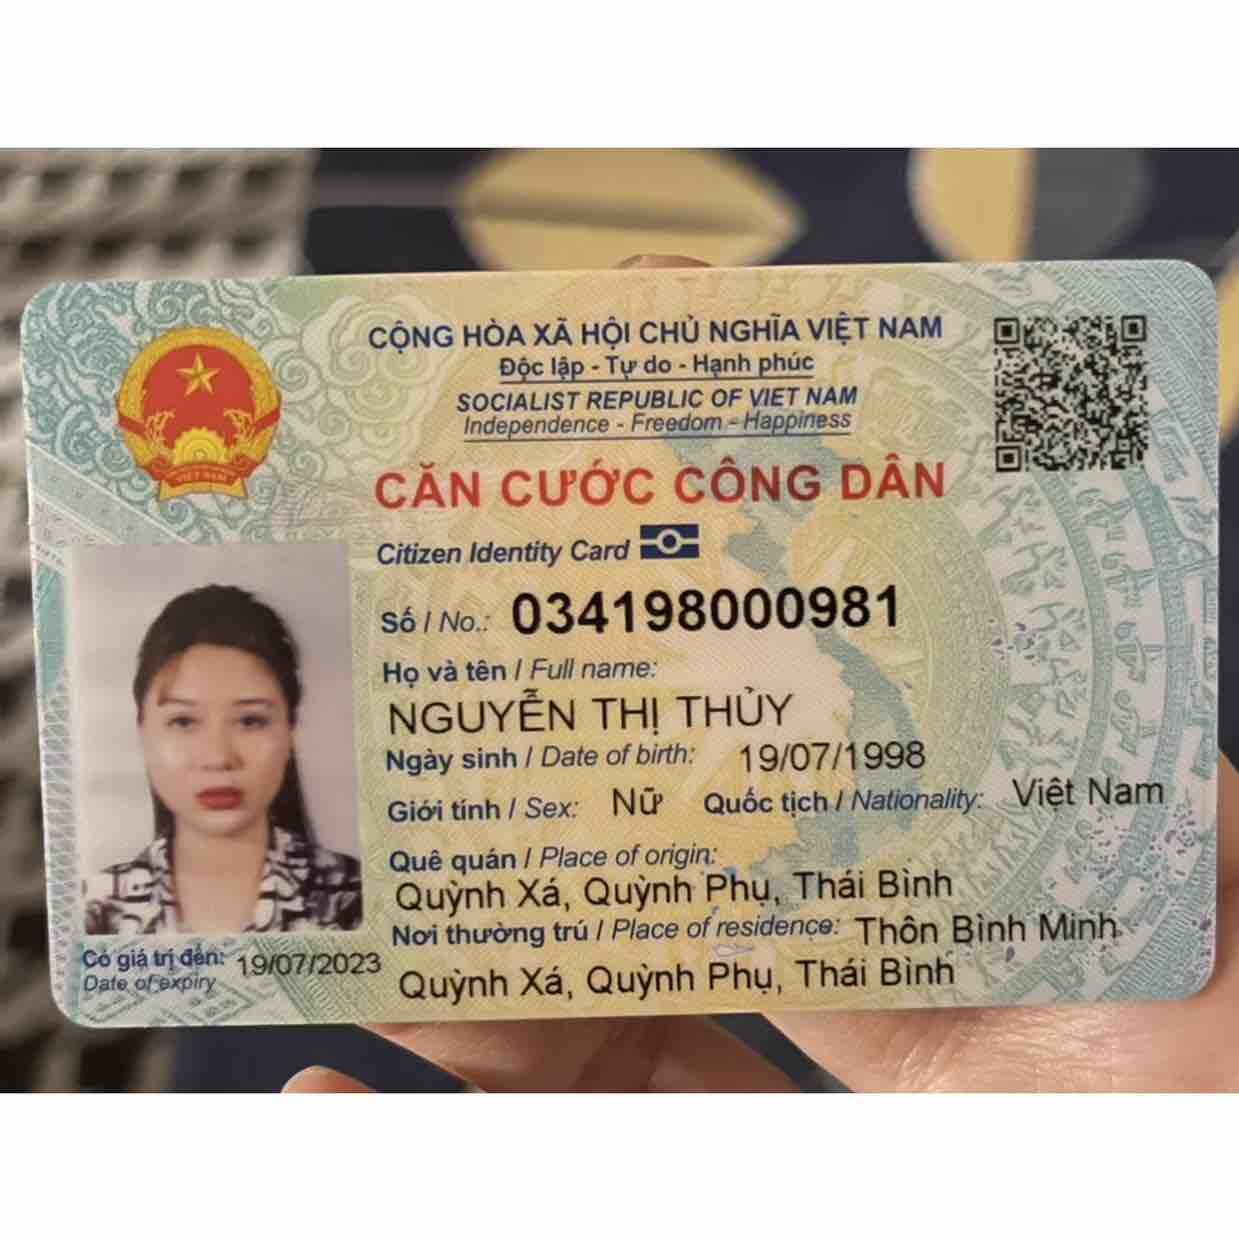 CỘNG HÒA XÃ HỘI CHỦ NGHĨA VIỆT NAM
Độc lập - Tự do - Hạnh phúc
SOCIALIST REPUBLIC OF VIET NAM
Independence - Freedom - Happiness
CĂN CƯỚC CÔNG DÂN
Citizen Identity Card
Số / No.: 034198000981
Họ và tên / Full name:
NGUYỄN THỊ THỦY
Ngày sinh / Date of birth: 19/07/1998
Giới tính / Sex: Nữ Quốc tịch / Nationality: Việt Nam
Quê quán / Place of origin:
Quỳnh Xá, Quỳnh Phụ, Thái Bình
Nơi thường trú / Place of residence: Thôn Bình Minh
Quỳnh Xá, Quỳnh Phụ, Thái Bình
Có giá trị đến: 19/07/2023
Date of expiry
VIỆT NAM